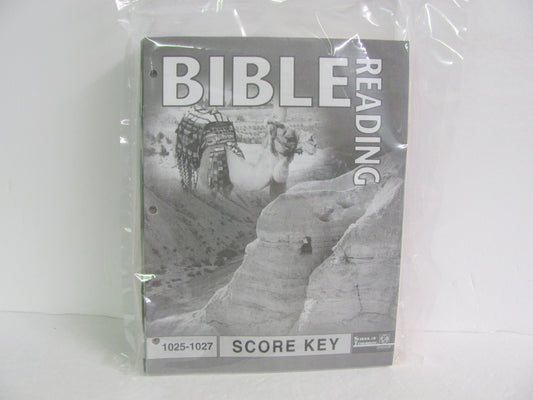 BIBLE
READING
1025-1027
SCORE KEY